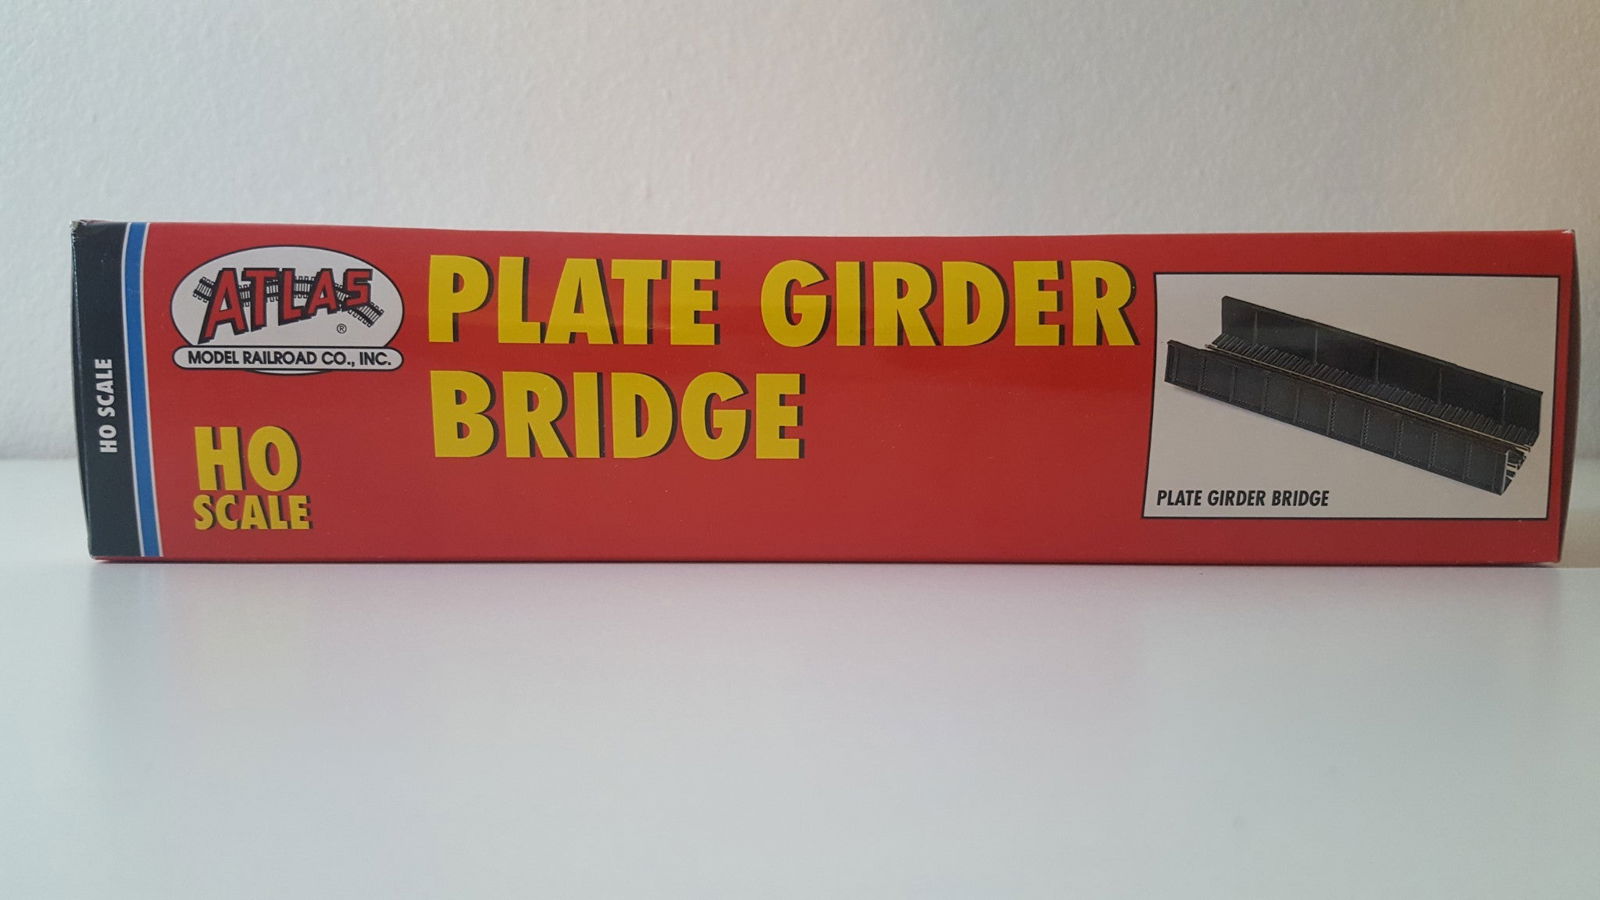 HO SCALE
ATLAS
®
MODEL RAILROAD CO., INC.
HO
SCALE
PLATE GIRDER
BRIDGE
PLATE GIRDER BRIDGE